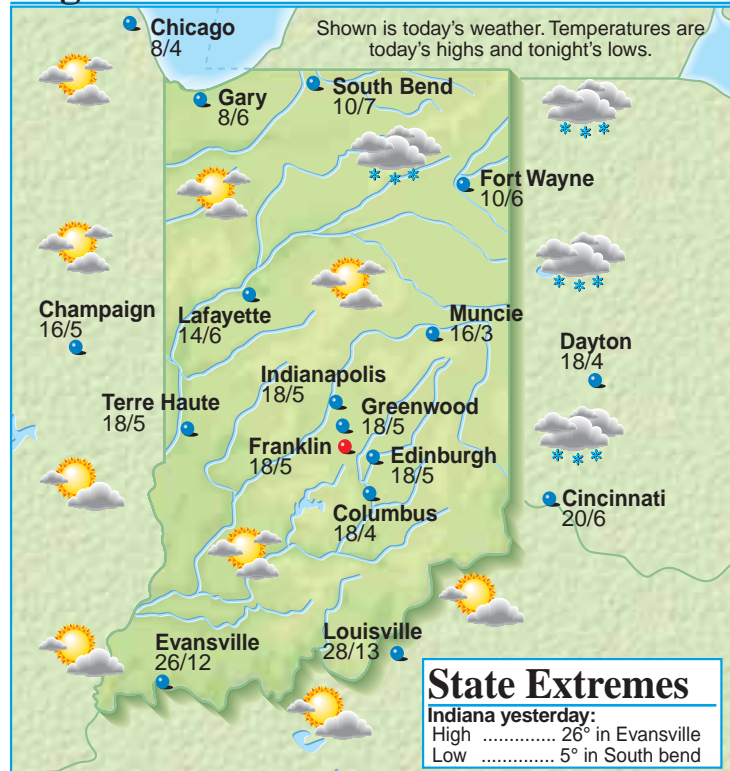 Chicago
8/4
Shown is today's weather. Temperatures are
today's highs and tonight's lows.
Gary
8/6
South Bend
10/7
Fort Wayne
10/6
Champaign
16/5
Lafayette
14/6
Muncie
16/3
Dayton
18/4
Indianapolis
18/5
Terre Haute
18/5
Greenwood
18/5
Franklin
18/5
Edinburgh
18/5
Columbus
18/4
Cincinnati
20/6
Evansville
26/12
Louisville
28/13
State Extremes
Indiana yesterday:
High ............. 26° in Evansville
Low ............. 5° in South bend